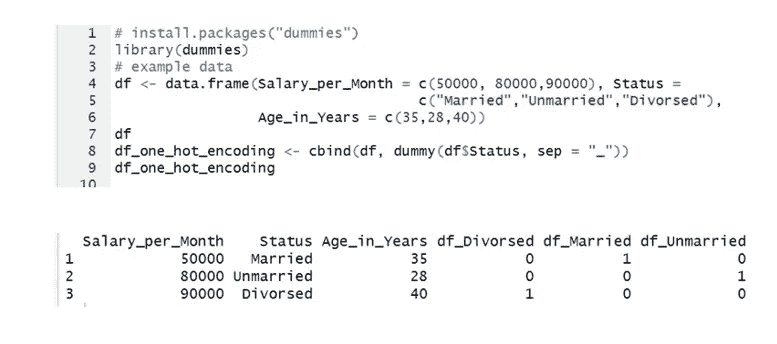 1 # install.packages("dummies")
2 library(dummies)
3 # example data
4 df <- data.frame(Salary_per_Month = c(50000, 80000,90000), Status =
5 c("Married","Unmarried","Divorsed"),
6 Age_in_Years = c(35,28,40))
7 df
8 df_one_hot_encoding <- cbind(df, dummy(df$Status, sep = "_"))
9 df_one_hot_encoding
10
Salary_per_Month Status Age_in_Years df_Divorsed df_Married df_Unmarried
1 50000 Married 35 0 1 0
2 80000 Unmarried 28 0 0 1
3 90000 Divorsed 40 1 0 0